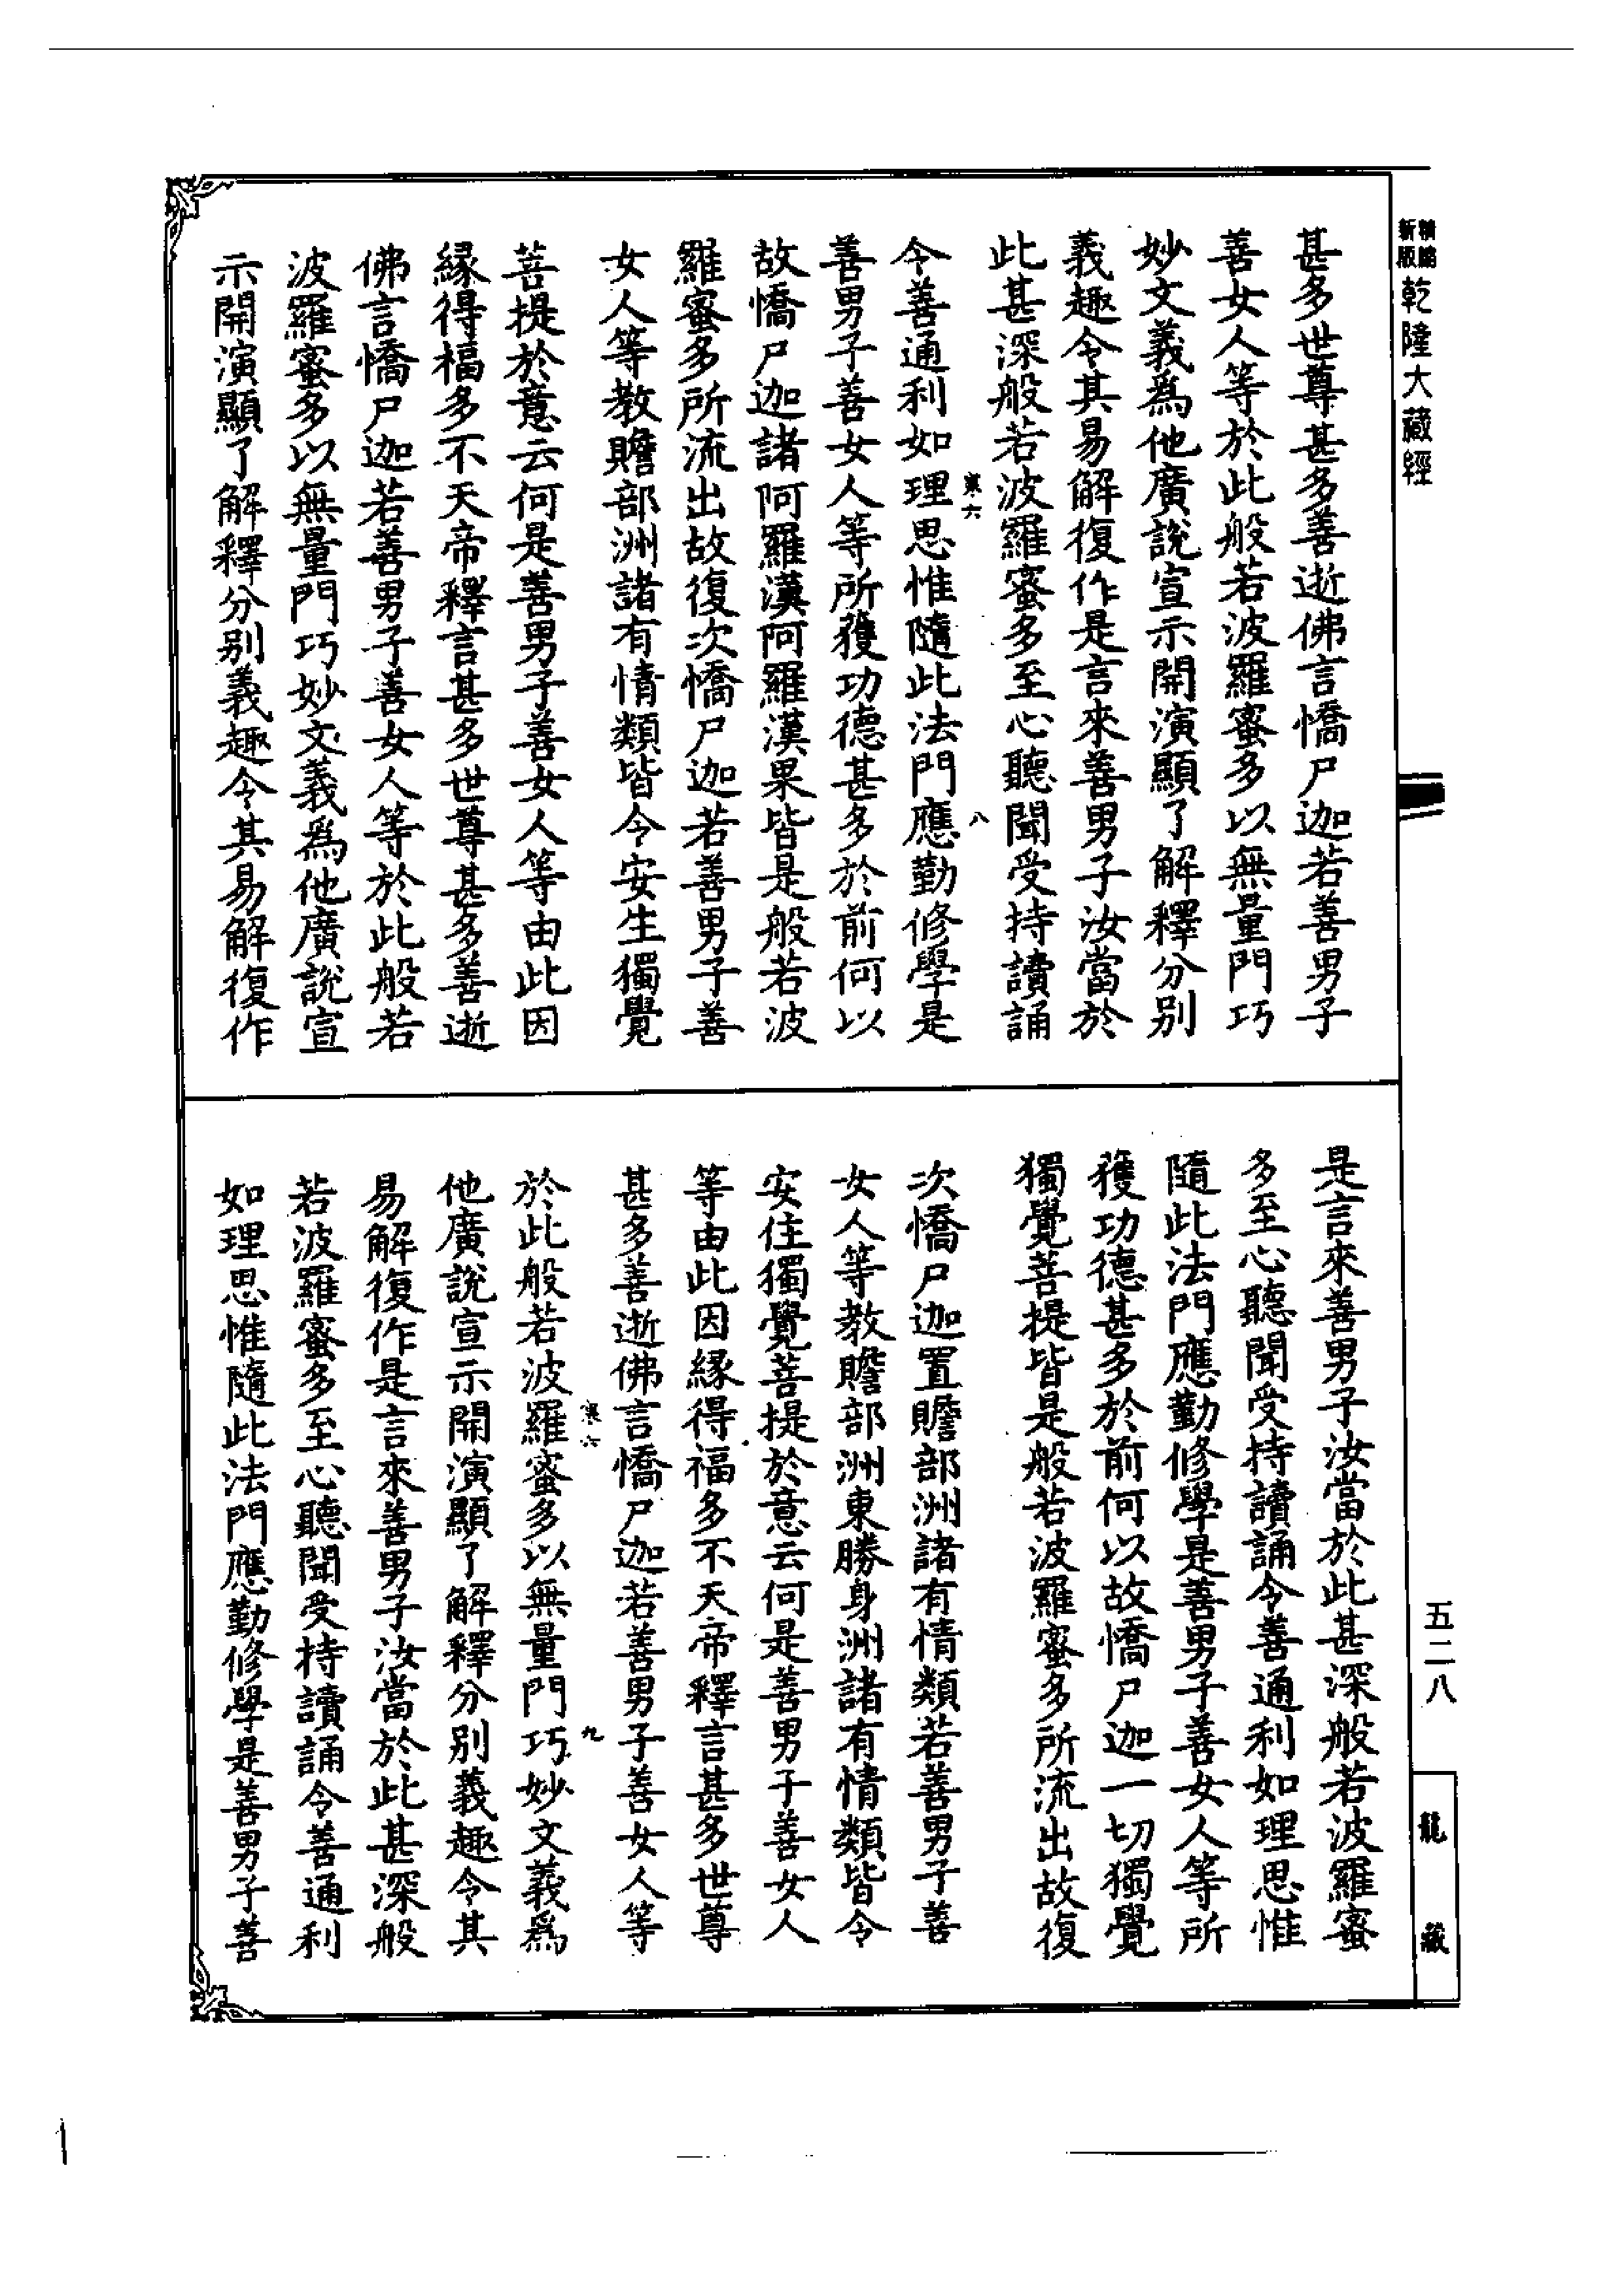 新版
精縮
乾隆大藏經
甚多世尊甚多善逝佛言憍尸迦若善男子
善女人等於此般若波羅蜜多以無量門巧
妙文義爲他廣說宣示開演顯了解釋分別
義趣令其易解復作是言來善男子汝當於
此甚深般若波羅蜜多至心聽聞受持讀誦
寒六
八
令善通利如理思惟隨此法門應勤修學是
善男子善女人等所獲功德甚多於前何以
故憍尸迦諸阿羅漢阿羅漢果皆是般若波
羅蜜多所流出故復次憍尸迦若善男子善
女人等教贍部洲諸有情類皆令安生獨覺
菩提於意云何是善男子善女人等由此因
緣得福多不天帝釋言甚多世尊甚多善逝
佛言憍尸迦若善男子善女人等於此般若
波羅蜜多以無量門巧妙文義爲他廣說宣
示開演顯了解釋分別義趣令其易解復作
是言來善男子汝當於此甚深般若波羅蜜
多至心聽聞受持讀誦令善通利如理思惟
隨此法門應勤修學是善男子善女人等所
獲功德甚多於前何以故憍尸迦一切獨覺
獨覺菩提皆是般若波羅蜜多所流出故復
次憍尸迦置贍部洲諸有情類若善男子善
女人等教贍部洲東勝身洲諸有情類皆令
安住獨覺菩提於意云何是善男子善女人
等由此因緣得福多不天帝釋言甚多世尊
甚多善逝佛言憍尸迦若善男子善女人等
寒六
九
於此般若波羅蜜多以無量門巧妙文義爲
他廣說宣示開演顯了解釋分別義趣令其
易解復作是言來善男子汝當於此甚深般
若波羅蜜多至心聽聞受持讀誦令善通利
如理思惟隨此法門應勤修學是善男子善
五二八
龍藏